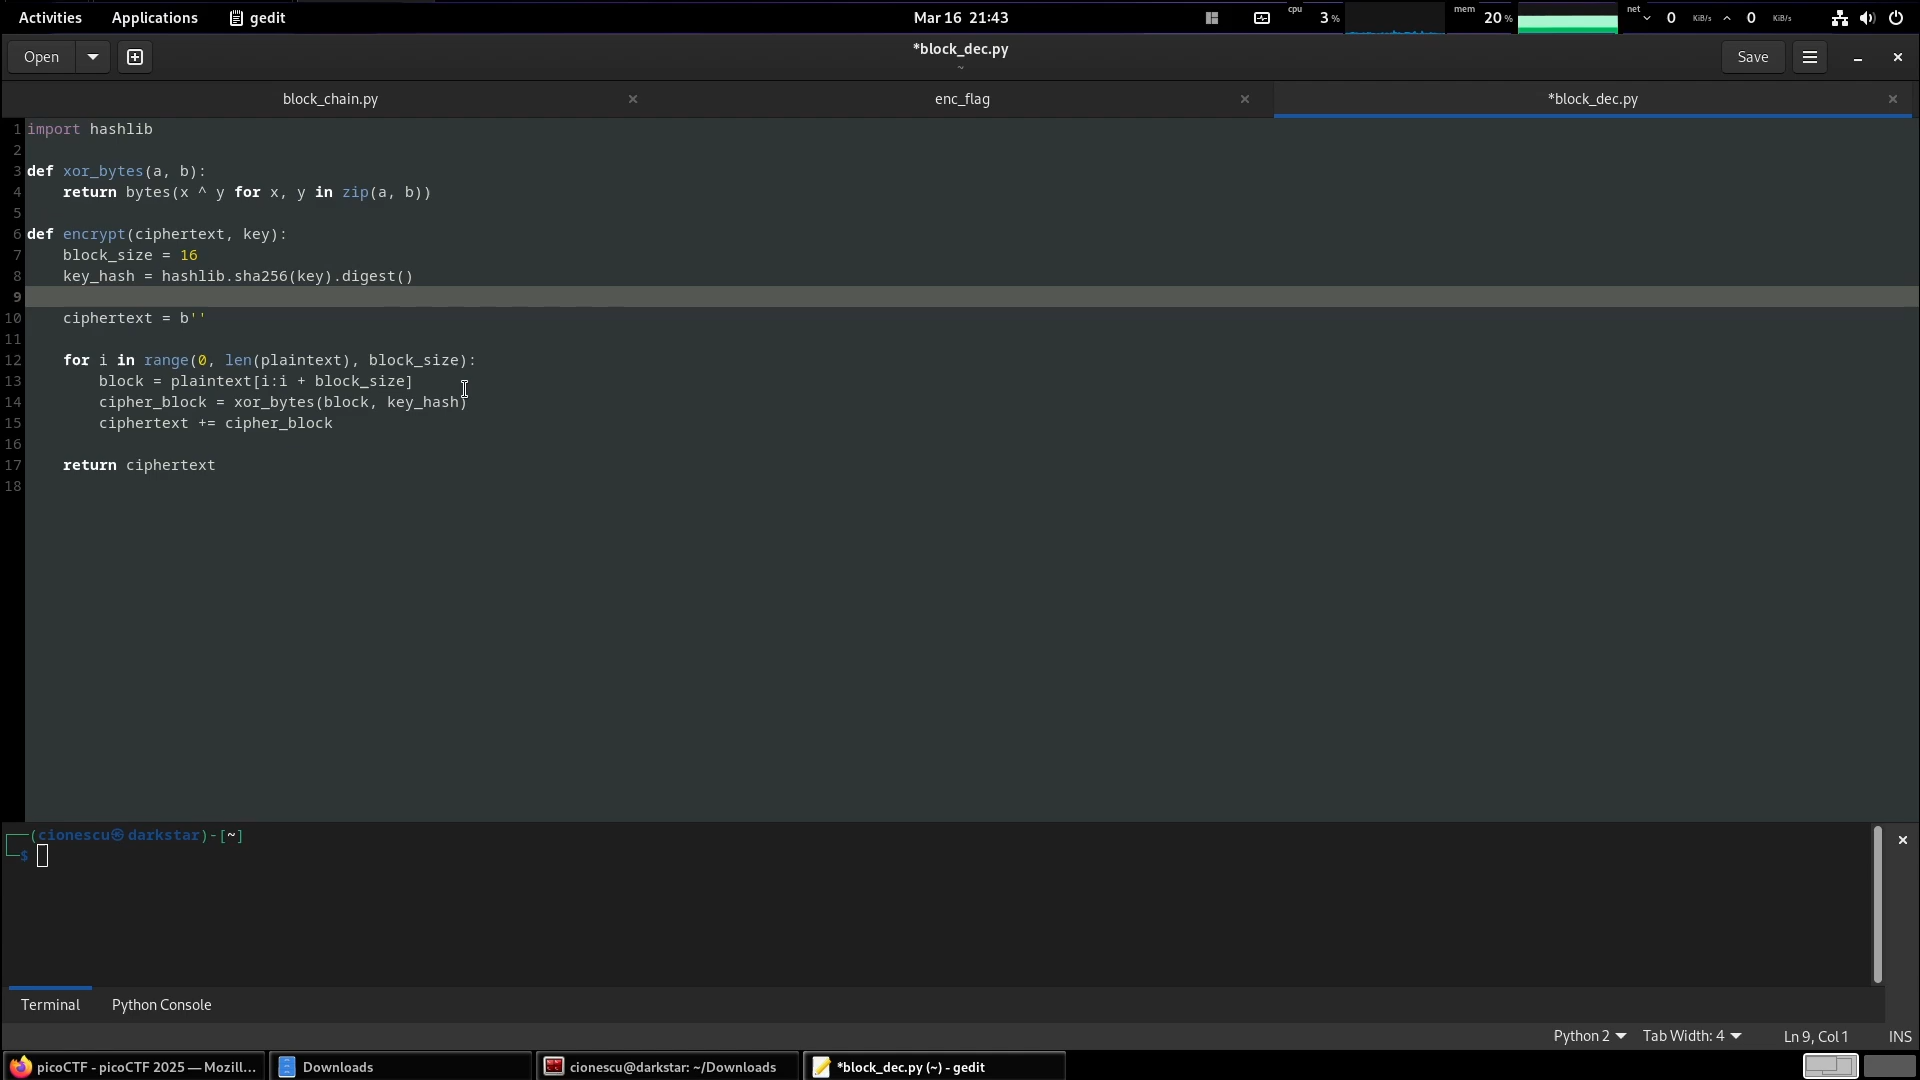 Activities Applications gedit Mar 16 21:43 cpu 3 % mem 20 % net 0 KiB/s 0 KiB/s
Open *block_dec.py Save
~
block_chain.py enc_flag *block_dec.py
1 import hashlib
2
3 def xor_bytes(a, b):
4     return bytes(x ^ y for x, y in zip(a, b))
5
6 def encrypt(ciphertext, key):
7     block_size = 16
8     key_hash = hashlib.sha256(key).digest()
9
10     ciphertext = b''
11
12     for i in range(0, len(plaintext), block_size):
13         block = plaintext[i:i + block_size]
14         cipher_block = xor_bytes(block, key_hash)
15         ciphertext += cipher_block
16
17     return ciphertext
18
┌──(cionescu㉿darkstar)-[~]
└─$
Terminal Python Console
Python 2 Tab Width: 4 Ln 9, Col 1 INS
picoCTF - picoCTF 2025 — Mozill... Downloads cionescu@darkstar: ~/Downloads *block_dec.py (~) - gedit